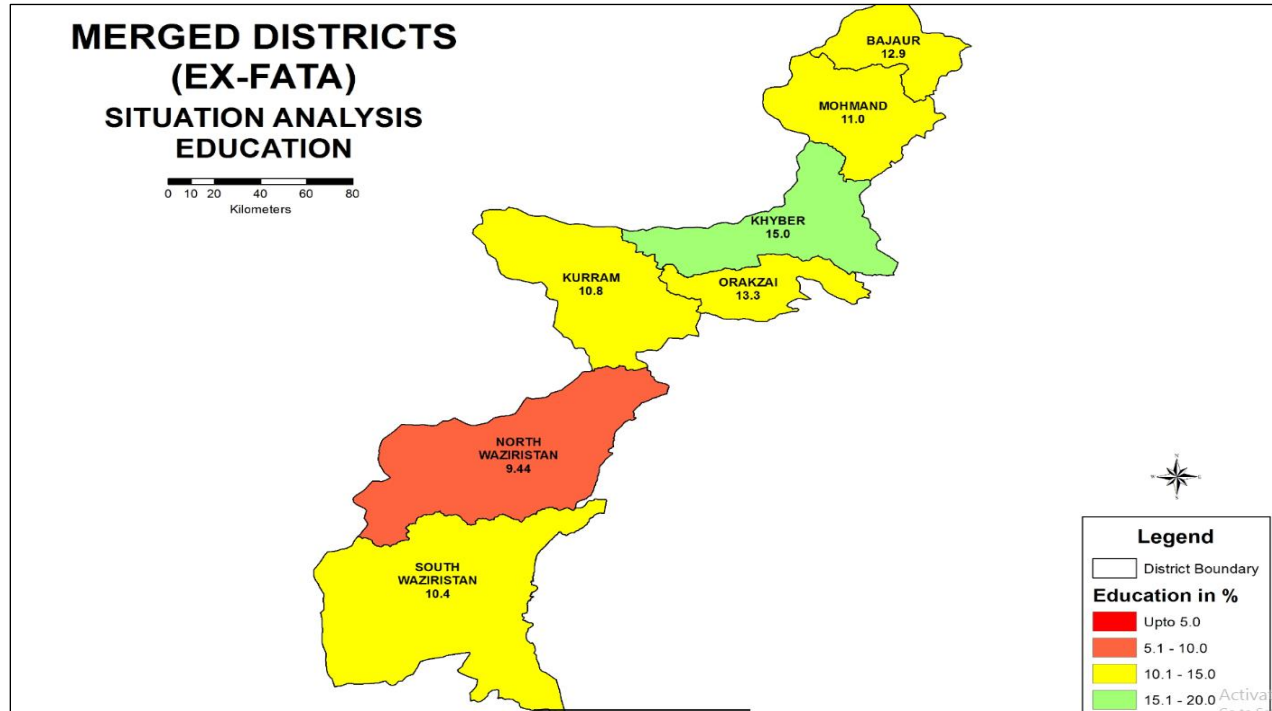 MERGED DISTRICTS
(EX-FATA)
SITUATION ANALYSIS
EDUCATION
0 10 20 40 60 80
Kilometers
BAJAUR
12.9
MOHMAND
11.0
KHYBER
15.0
KURRAM
10.8
ORAKZAI
13.3
NORTH
WAZIRISTAN
9.44
SOUTH
WAZIRISTAN
10.4
N
W E
S
Legend
District Boundary
Education in %
Upto 5.0
5.1 - 10.0
10.1 - 15.0
15.1 - 20.0
Activa